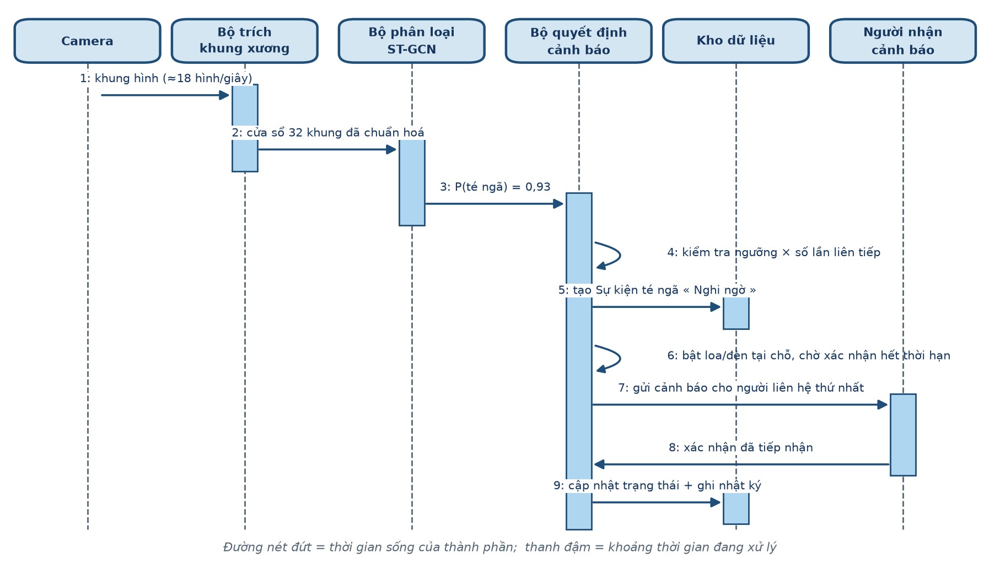 Camera
Bộ trích
khung xương
Bộ phân loại
ST-GCN
Bộ quyết định
cảnh báo
Kho dữ liệu
Người nhận
cảnh báo
1: khung hình (≈18 hình/giây)
2: cửa sổ 32 khung đã chuẩn hoá
3: P(té ngã) = 0,93
4: kiểm tra ngưỡng × số lần liên tiếp
5: tạo Sự kiện té ngã « Nghi ngờ »
6: bật loa/đèn tại chỗ, chờ xác nhận hết thời hạn
7: gửi cảnh báo cho người liên hệ thứ nhất
8: xác nhận đã tiếp nhận
9: cập nhật trạng thái + ghi nhật ký
Đường nét đứt = thời gian sống của thành phần; thanh đậm = khoảng thời gian đang xử lý